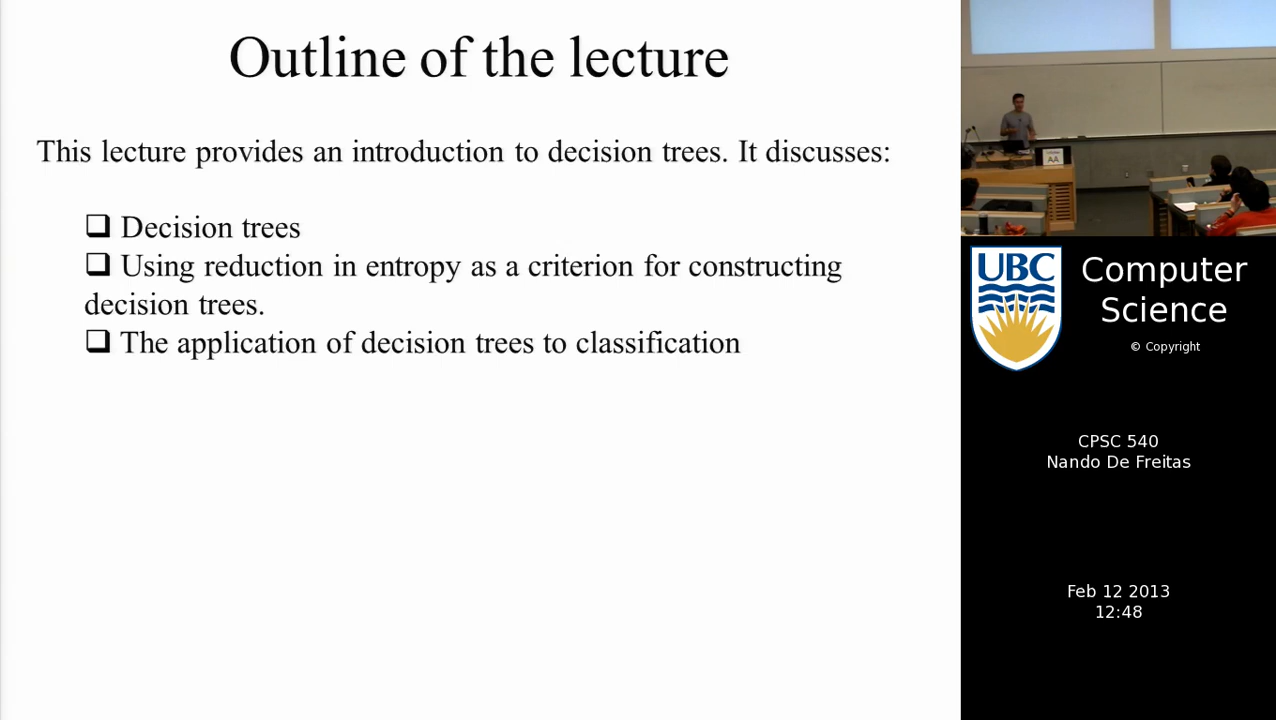 Outline of the lecture
This lecture provides an introduction to decision trees. It discusses:
❑ Decision trees
❑ Using reduction in entropy as a criterion for constructing
decision trees.
❑ The application of decision trees to classification
AA
UBC
Computer
Science
© Copyright
CPSC 540
Nando De Freitas
Feb 12 2013
12:48